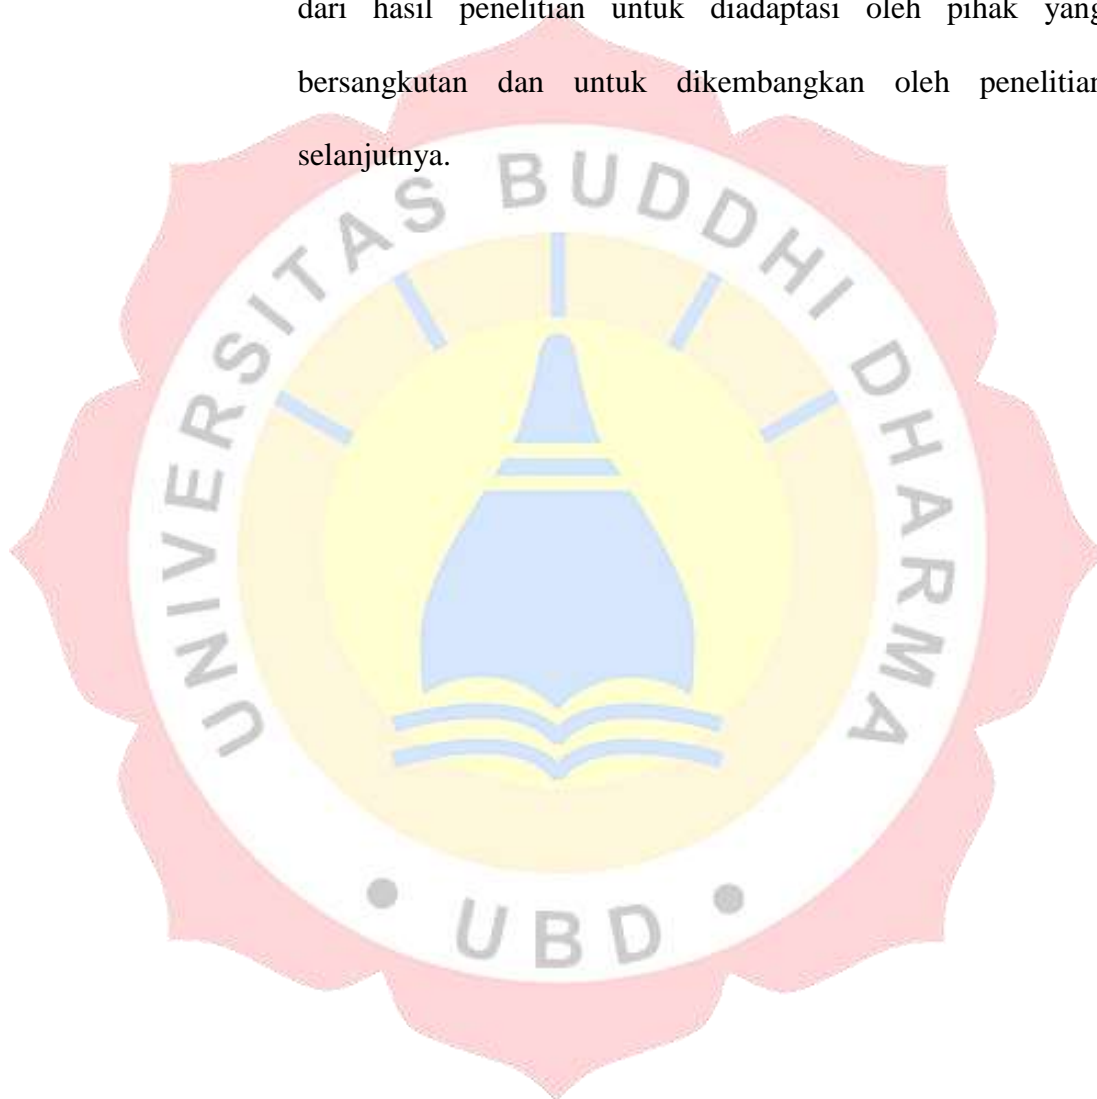 dari hasil penelitian untuk diadaptasi oleh pihak yang
bersangkutan dan untuk dikembangkan oleh penelitian
selanjutnya.
UNIVERSITAS BUDDHI DHARMA
• UBD •